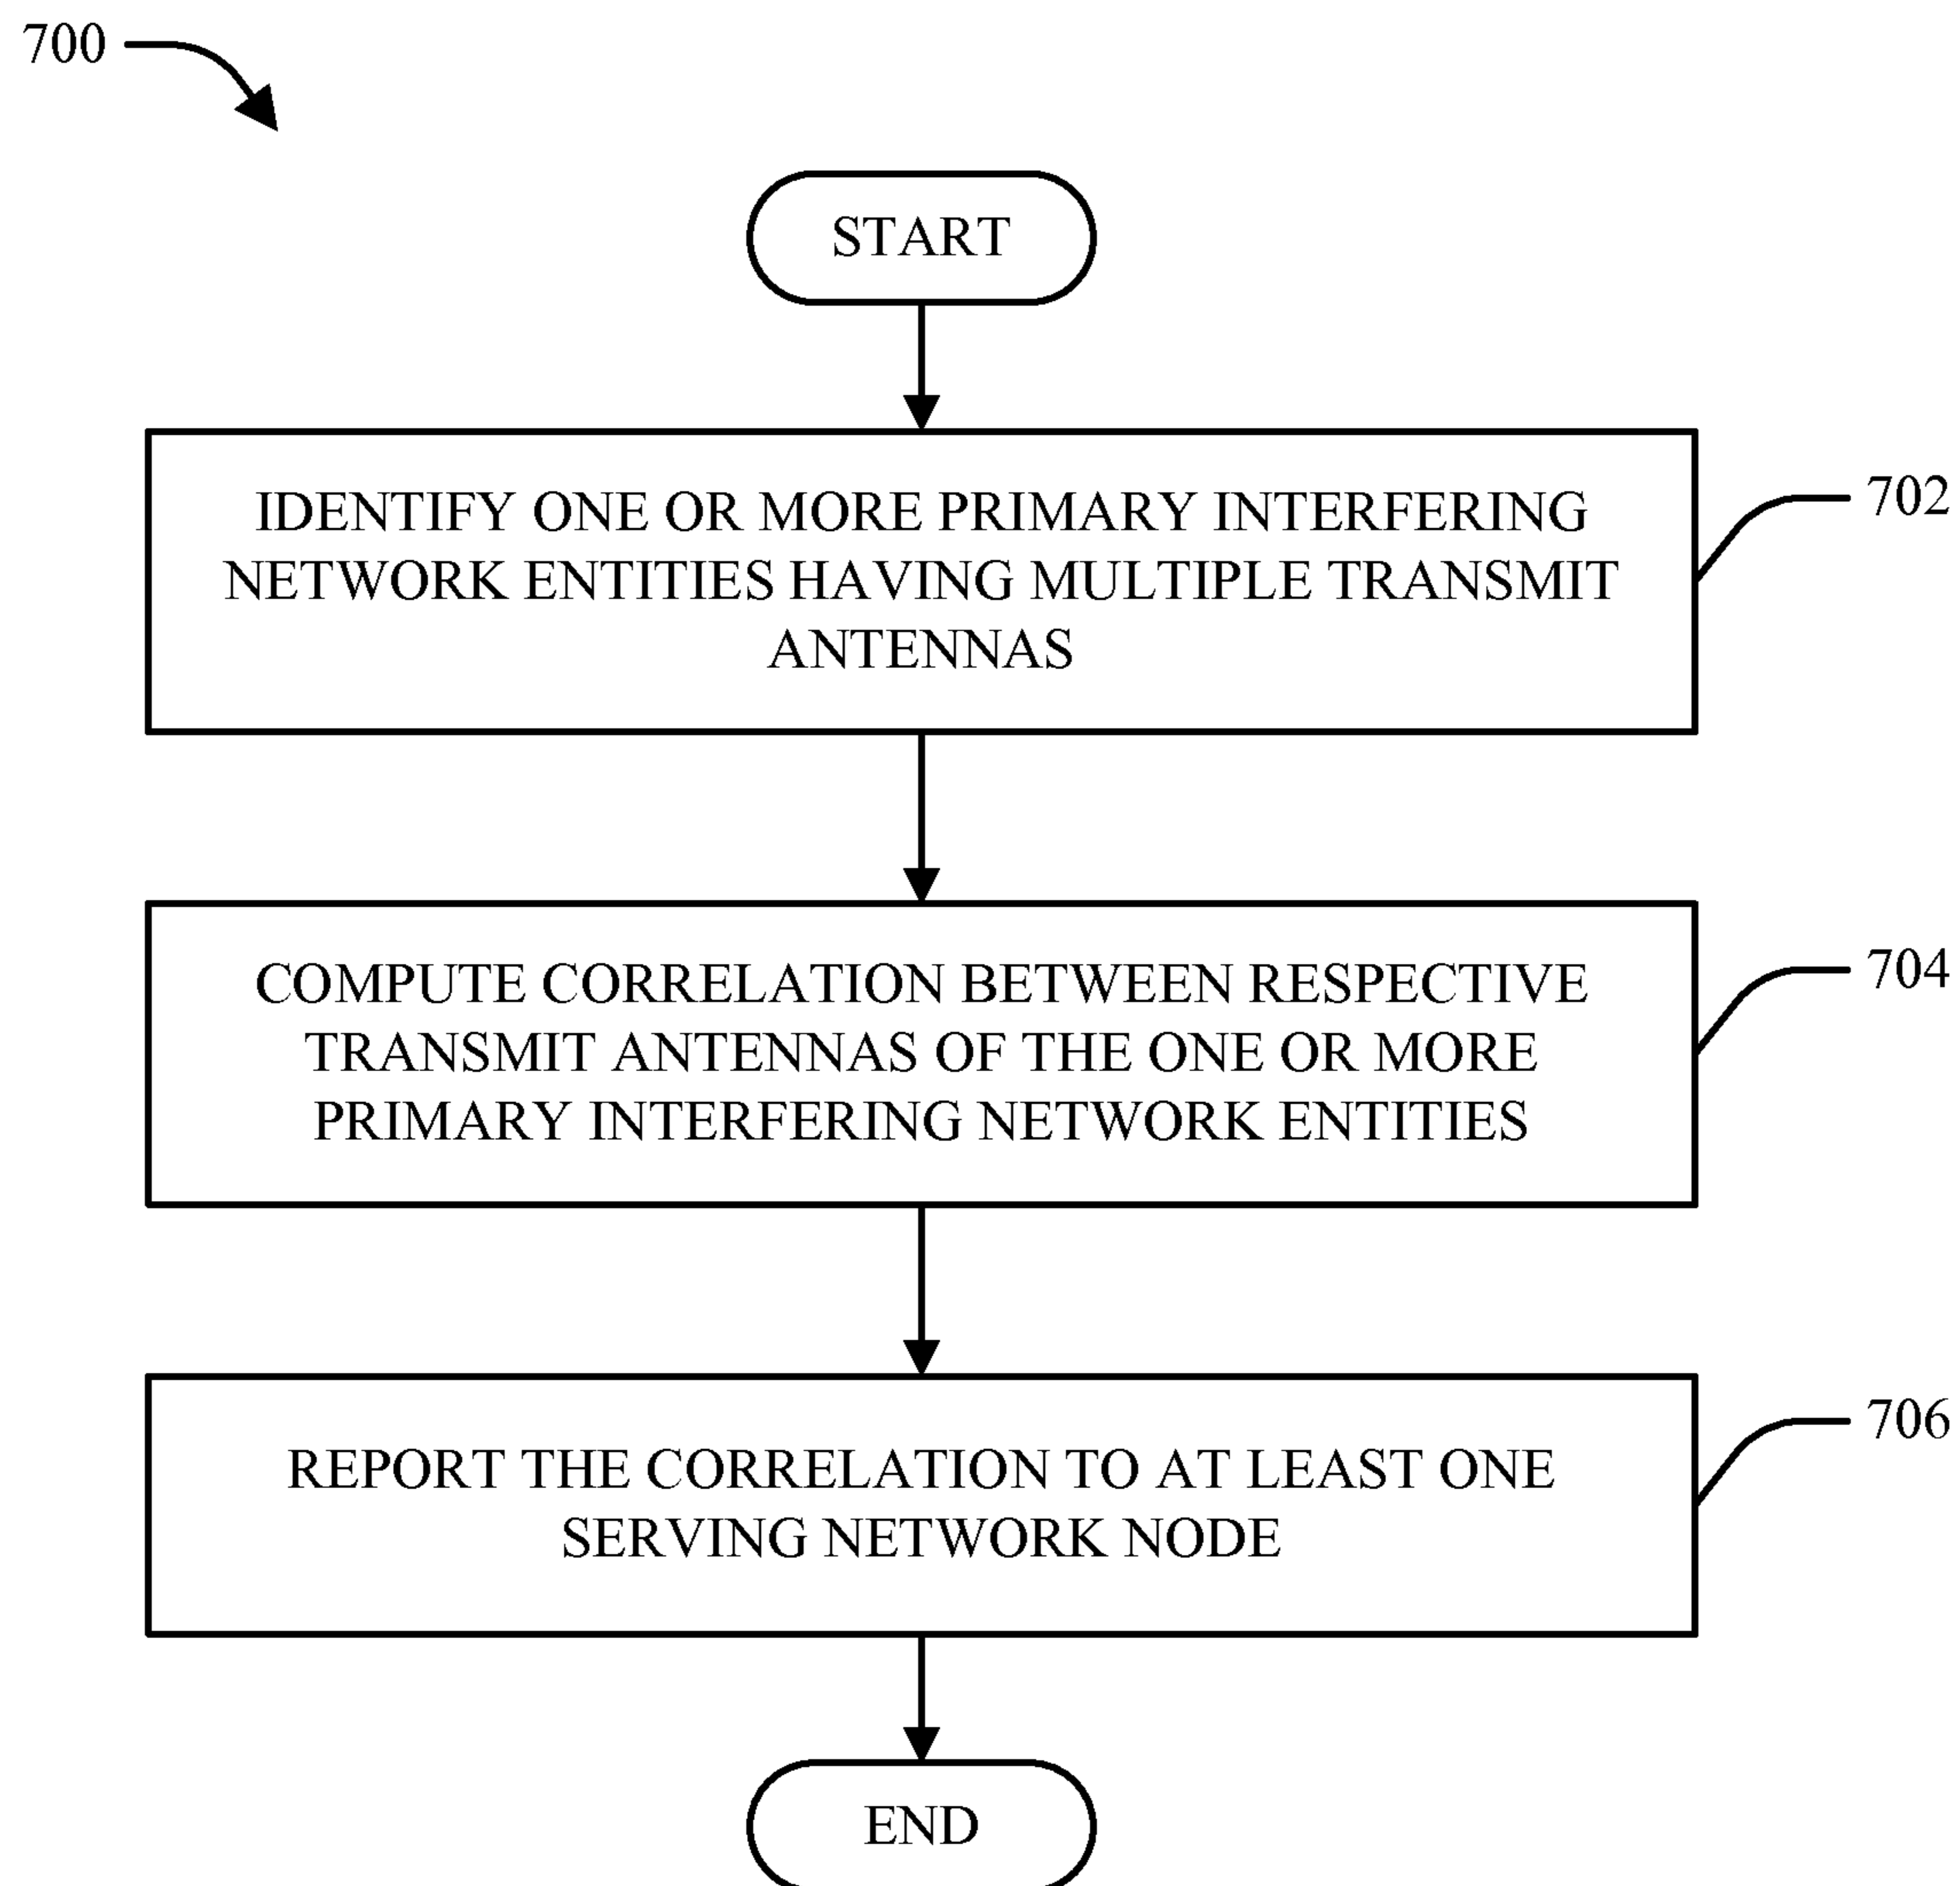 700
START
IDENTIFY ONE OR MORE PRIMARY INTERFERING
NETWORK ENTITIES HAVING MULTIPLE TRANSMIT
ANTENNAS
702
COMPUTE CORRELATION BETWEEN RESPECTIVE
TRANSMIT ANTENNAS OF THE ONE OR MORE
PRIMARY INTERFERING NETWORK ENTITIES
704
REPORT THE CORRELATION TO AT LEAST ONE
SERVING NETWORK NODE
706
END